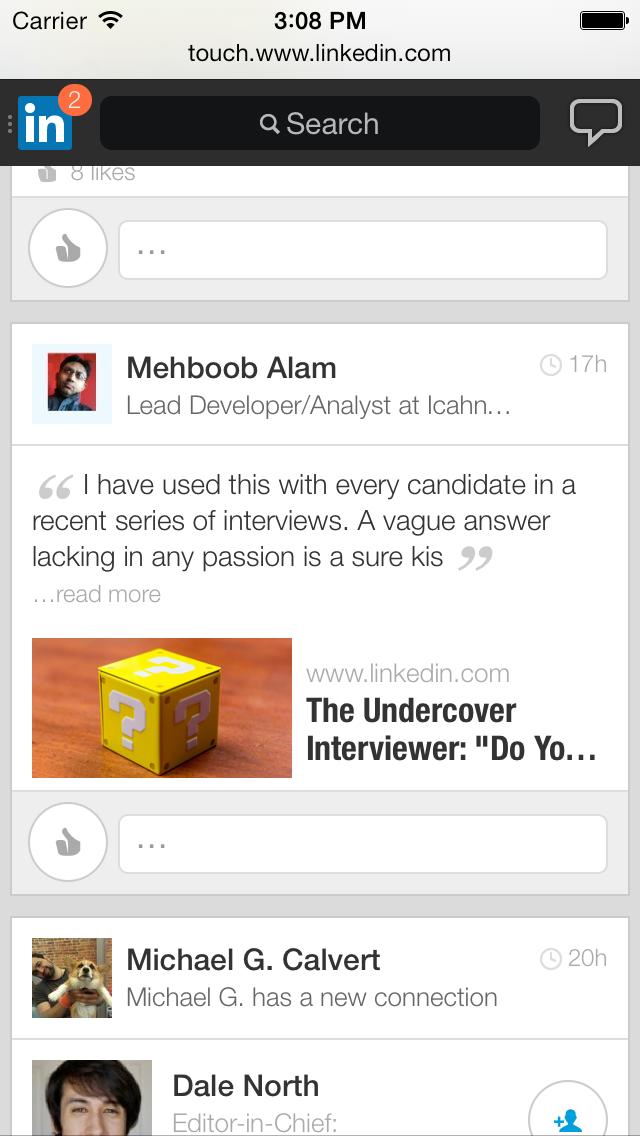 Carrier 3:08 PM
touch.www.linkedin.com
in 2 Search
8 likes
...
Mehboob Alam 17h
Lead Developer/Analyst at Icahn...
“ I have used this with every candidate in a
recent series of interviews. A vague answer
lacking in any passion is a sure kis ”
...read more
? ? ?
www.linkedin.com
The Undercover
Interviewer: "Do Yo...
...
Michael G. Calvert 20h
Michael G. has a new connection
Dale North
Editor-in-Chief: